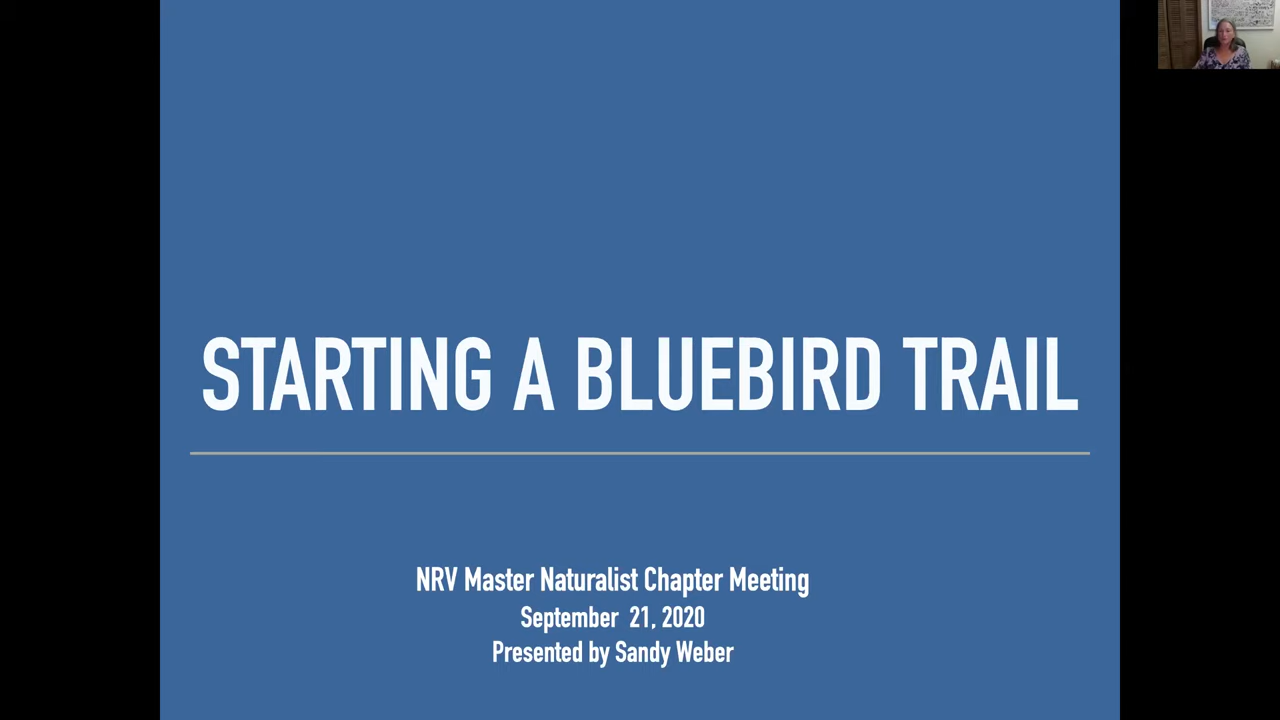 STARTING A BLUEBIRD TRAIL
NRV Master Naturalist Chapter Meeting
September 21, 2020
Presented by Sandy Weber